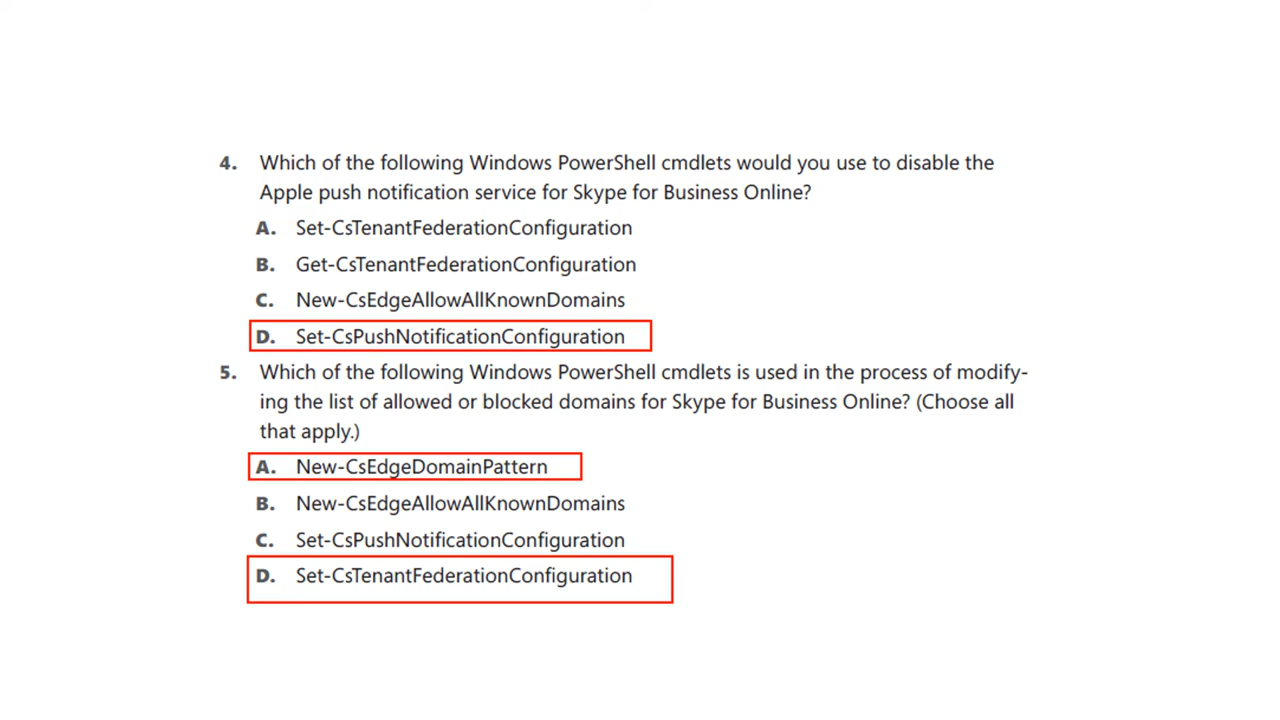 4. Which of the following Windows PowerShell cmdlets would you use to disable the
Apple push notification service for Skype for Business Online?
A. Set-CsTenantFederationConfiguration
B. Get-CsTenantFederationConfiguration
C. New-CsEdgeAllowAllKnownDomains
D. Set-CsPushNotificationConfiguration
5. Which of the following Windows PowerShell cmdlets is used in the process of modify-
ing the list of allowed or blocked domains for Skype for Business Online? (Choose all
that apply.)
A. New-CsEdgeDomainPattern
B. New-CsEdgeAllowAllKnownDomains
C. Set-CsPushNotificationConfiguration
D. Set-CsTenantFederationConfiguration